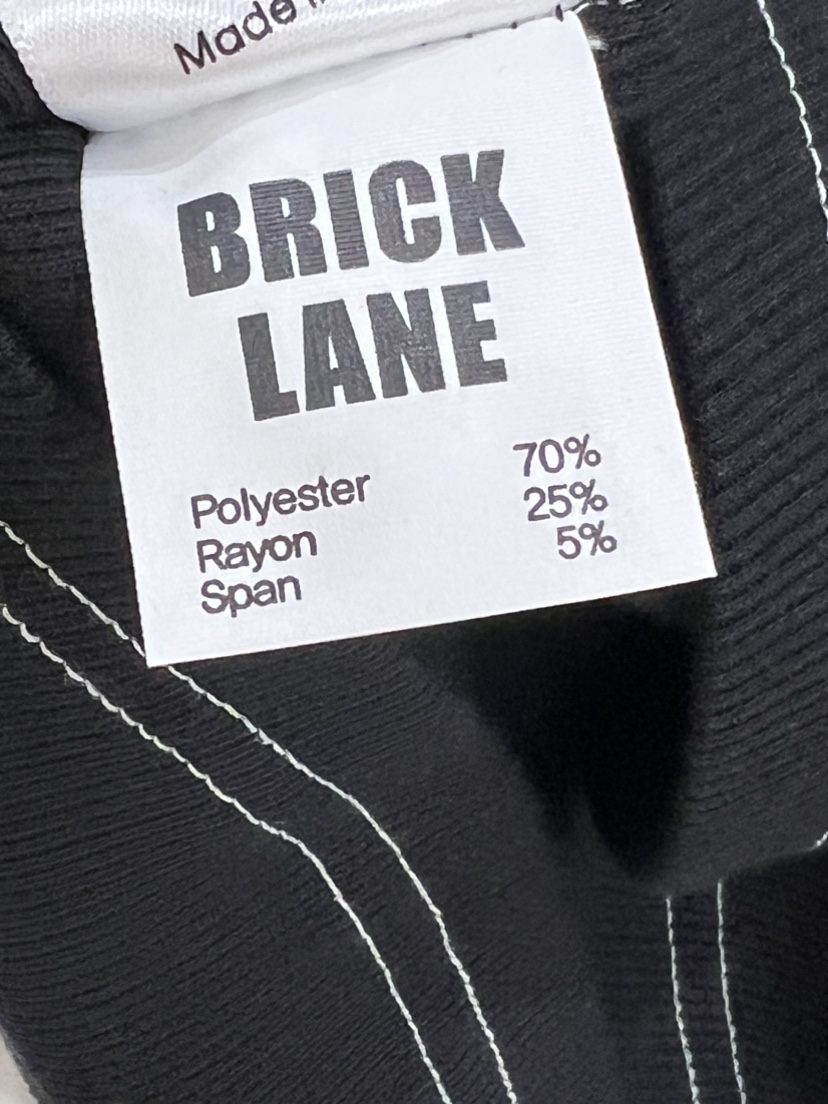 Made
BRICK
LANE
Polyester 70%
Rayon 25%
Span 5%